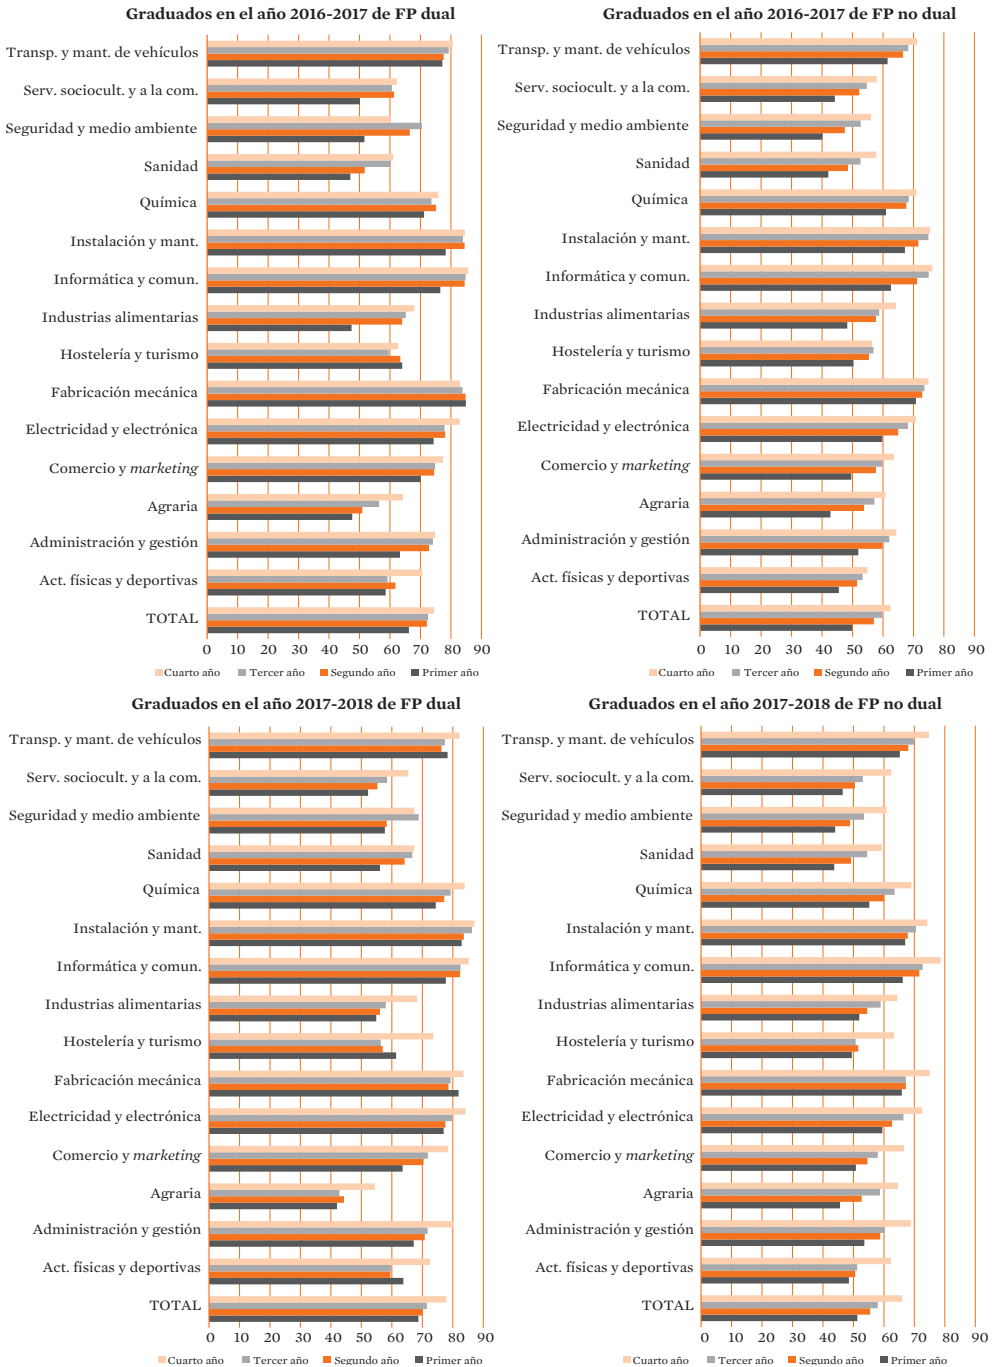 Graduados en el año 2016-2017 de FP dual
Transp. y mant. de vehículos
Serv. sociocult. y a la com.
Seguridad y medio ambiente
Sanidad
Química
Instalación y mant.
Informática y comun.
Industrias alimentarias
Hostelería y turismo
Fabricación mecánica
Electricidad y electrónica
Comercio y marketing
Agraria
Administración y gestión
Act. físicas y deportivas
TOTAL
0 10 20 30 40 50 60 70 80 90
Cuarto año Tercer año Segundo año Primer año
Graduados en el año 2016-2017 de FP no dual
Transp. y mant. de vehículos
Serv. sociocult. y a la com.
Seguridad y medio ambiente
Sanidad
Química
Instalación y mant.
Informática y comun.
Industrias alimentarias
Hostelería y turismo
Fabricación mecánica
Electricidad y electrónica
Comercio y marketing
Agraria
Administración y gestión
Act. físicas y deportivas
TOTAL
0 10 20 30 40 50 60 70 80 90
Cuarto año Tercer año Segundo año Primer año
Graduados en el año 2017-2018 de FP dual
Transp. y mant. de vehículos
Serv. sociocult. y a la com.
Seguridad y medio ambiente
Sanidad
Química
Instalación y mant.
Informática y comun.
Industrias alimentarias
Hostelería y turismo
Fabricación mecánica
Electricidad y electrónica
Comercio y marketing
Agraria
Administración y gestión
Act. físicas y deportivas
TOTAL
0 10 20 30 40 50 60 70 80 90
Cuarto año Tercer año Segundo año Primer año
Graduados en el año 2017-2018 de FP no dual
Transp. y mant. de vehículos
Serv. sociocult. y a la com.
Seguridad y medio ambiente
Sanidad
Química
Instalación y mant.
Informática y comun.
Industrias alimentarias
Hostelería y turismo
Fabricación mecánica
Electricidad y electrónica
Comercio y marketing
Agraria
Administración y gestión
Act. físicas y deportivas
TOTAL
0 10 20 30 40 50 60 70 80 90
Cuarto año Tercer año Segundo año Primer año